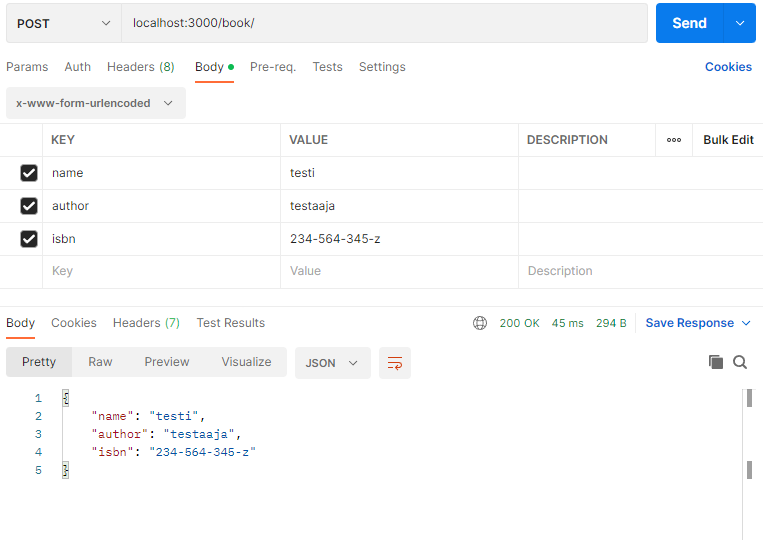 POST localhost:3000/book/ Send
Params Auth Headers (8) Body Pre-req. Tests Settings Cookies
x-www-form-urlencoded
KEY VALUE DESCRIPTION ooo Bulk Edit
name testi
author testaaja
isbn 234-564-345-z
Key Value Description
Body Cookies Headers (7) Test Results 200 OK 45 ms 294 B Save Response
Pretty Raw Preview Visualize JSON
1 {
2 "name": "testi",
3 "author": "testaaja",
4 "isbn": "234-564-345-z"
5 }